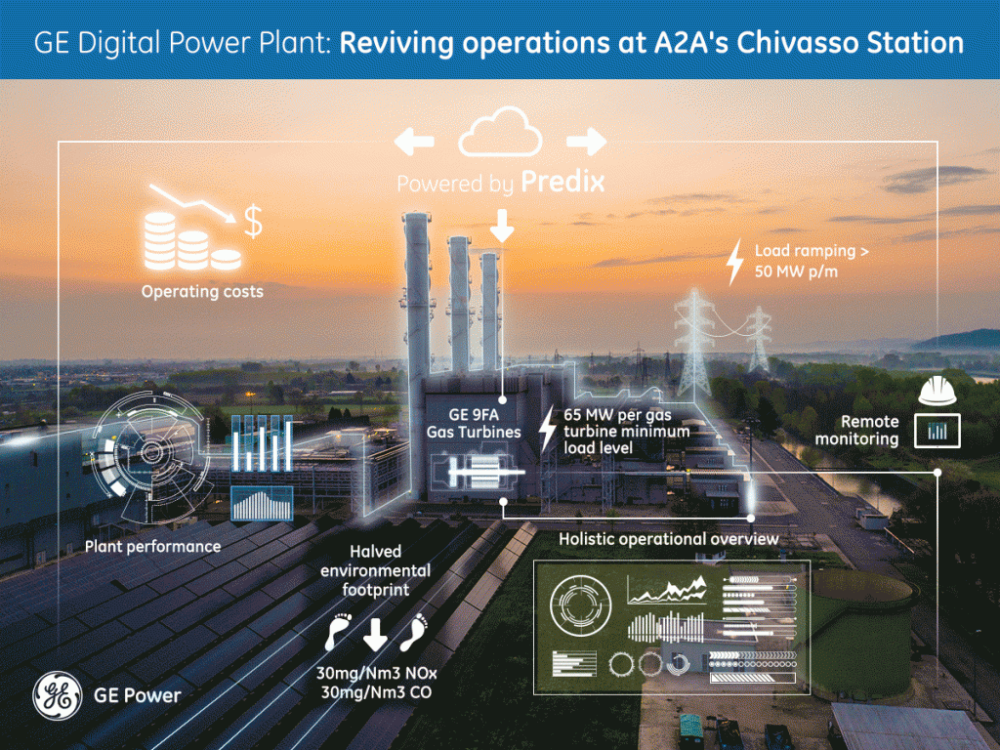 GE Digital Power Plant: Reviving operations at A2A's Chivasso Station
Powered by Predix
$
Operating costs
Load ramping >
50 MW p/m
GE 9FA
Gas Turbines
65 MW per gas
turbine minimum
load level
Remote
monitoring
Plant performance
Halved
environmental
footprint
30mg/Nm3 NOx
30mg/Nm3 CO
Holistic operational overview
GE
GE Power